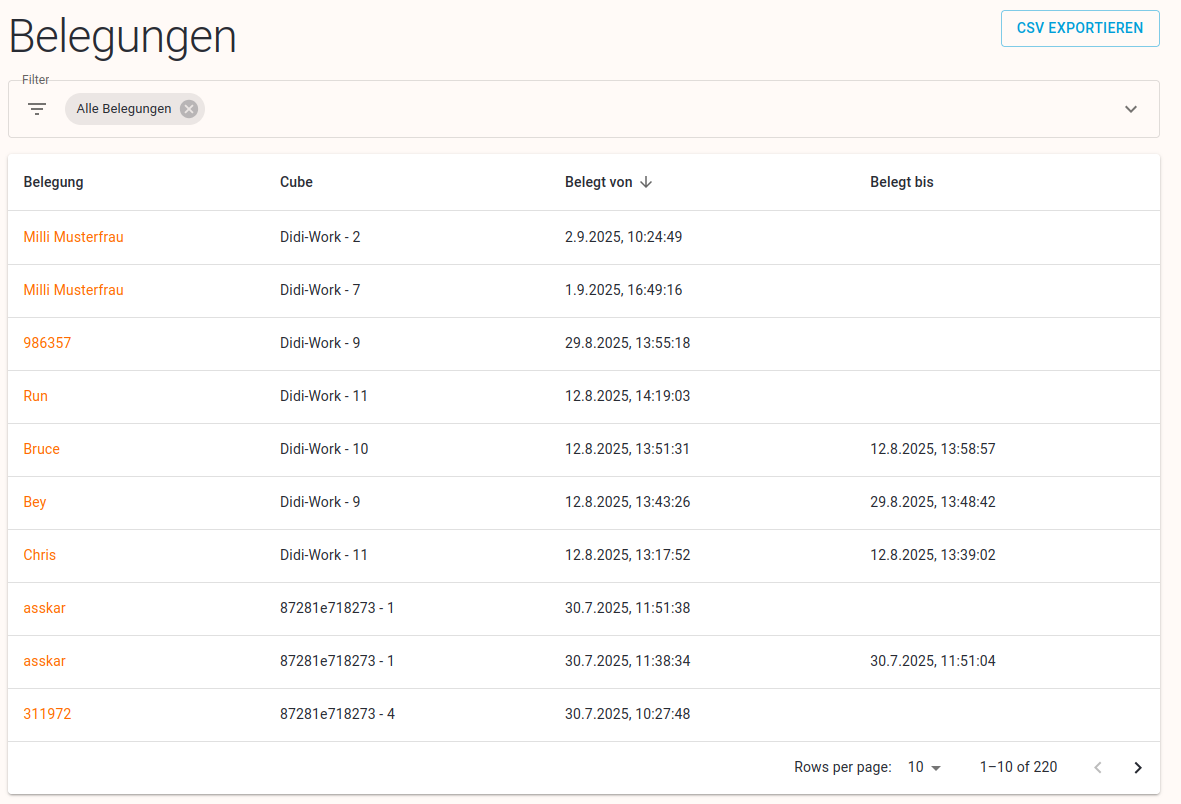 Belegungen
CSV EXPORTIEREN
Filter
Alle Belegungen
Belegung Cube Belegt von Belegt bis
Milli Musterfrau Didi-Work - 2 2.9.2025, 10:24:49
Milli Musterfrau Didi-Work - 7 1.9.2025, 16:49:16
986357 Didi-Work - 9 29.8.2025, 13:55:18
Run Didi-Work - 11 12.8.2025, 14:19:03
Bruce Didi-Work - 10 12.8.2025, 13:51:31 12.8.2025, 13:58:57
Bey Didi-Work - 9 12.8.2025, 13:43:26 29.8.2025, 13:48:42
Chris Didi-Work - 11 12.8.2025, 13:17:52 12.8.2025, 13:39:02
asskar 87281e718273 - 1 30.7.2025, 11:51:38
asskar 87281e718273 - 1 30.7.2025, 11:38:34 30.7.2025, 11:51:04
311972 87281e718273 - 4 30.7.2025, 10:27:48
Rows per page: 10 1–10 of 220